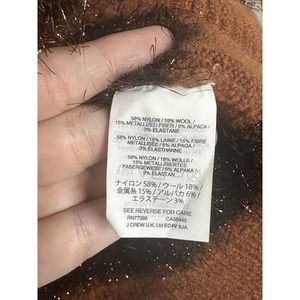 58% NYLON / 18% WOOL /
15% METALLIZED FIBER / 6% ALPACA /
3% ELASTANE
58% NYLON / 18% LAINE / 15% FIBRE
MÉTALLISÉE / 6% ALPAGA /
3% ÉLASTHANNE
58% NYLON / 18% WOLLE /
15% METALLISIERTES
FASERGEWEBE / 6% ALPAKA /
3% ELASTAN
ナイロン 58% / ウール 18% /
金属糸 15% / アルパカ 6% /
エラステーン 3%
SEE REVERSE FOR CARE
RN77388 CA56445
J.CREW U.K. Ltd EC4V 6JA